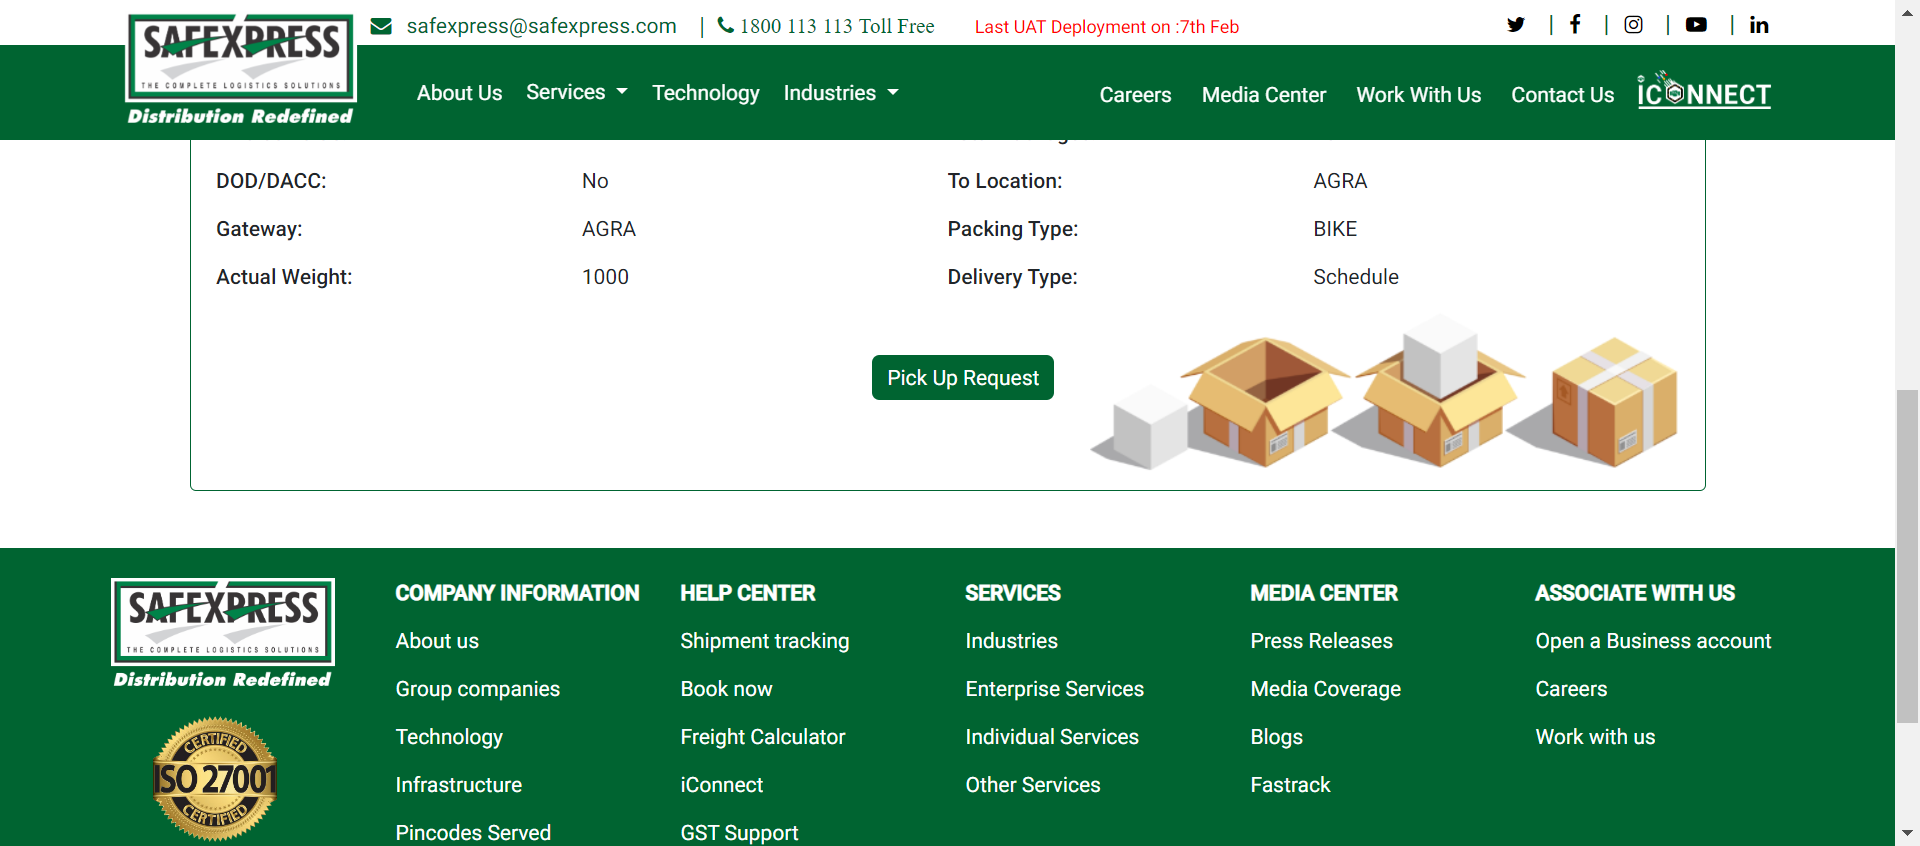 SAFEXPRESS
THE COMPLETE LOGISTICS SOLUTIONS
Distribution Redefined
safexpress@safexpress.com | 1800 113 113 Toll Free Last UAT Deployment on :7th Feb
About Us Services Technology Industries Careers Media Center Work With Us Contact Us iCONNECT
DOD/DACC: No To Location: AGRA
Gateway: AGRA Packing Type: BIKE
Actual Weight: 1000 Delivery Type: Schedule
Pick Up Request
SAFEXPRESS
THE COMPLETE LOGISTICS SOLUTIONS
Distribution Redefined
CERTIFIED
ISO 27001
CERTIFIED
COMPANY INFORMATION
About us
Group companies
Technology
Infrastructure
Pincodes Served
HELP CENTER
Shipment tracking
Book now
Freight Calculator
iConnect
GST Support
SERVICES
Industries
Enterprise Services
Individual Services
Other Services
MEDIA CENTER
Press Releases
Media Coverage
Blogs
Fastrack
ASSOCIATE WITH US
Open a Business account
Careers
Work with us